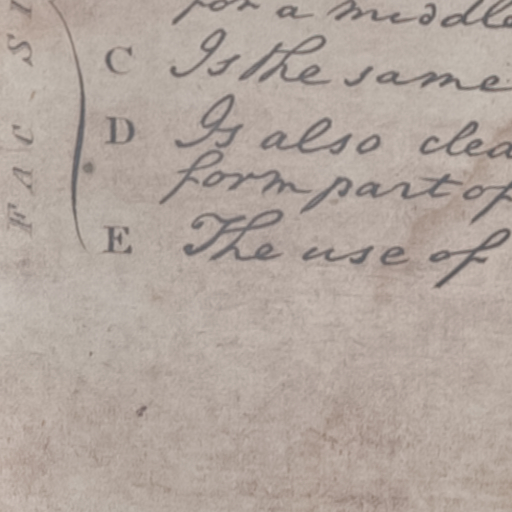 for a middle
C Is the same
D Is also clea
form part of
E The use of
FAC-SI